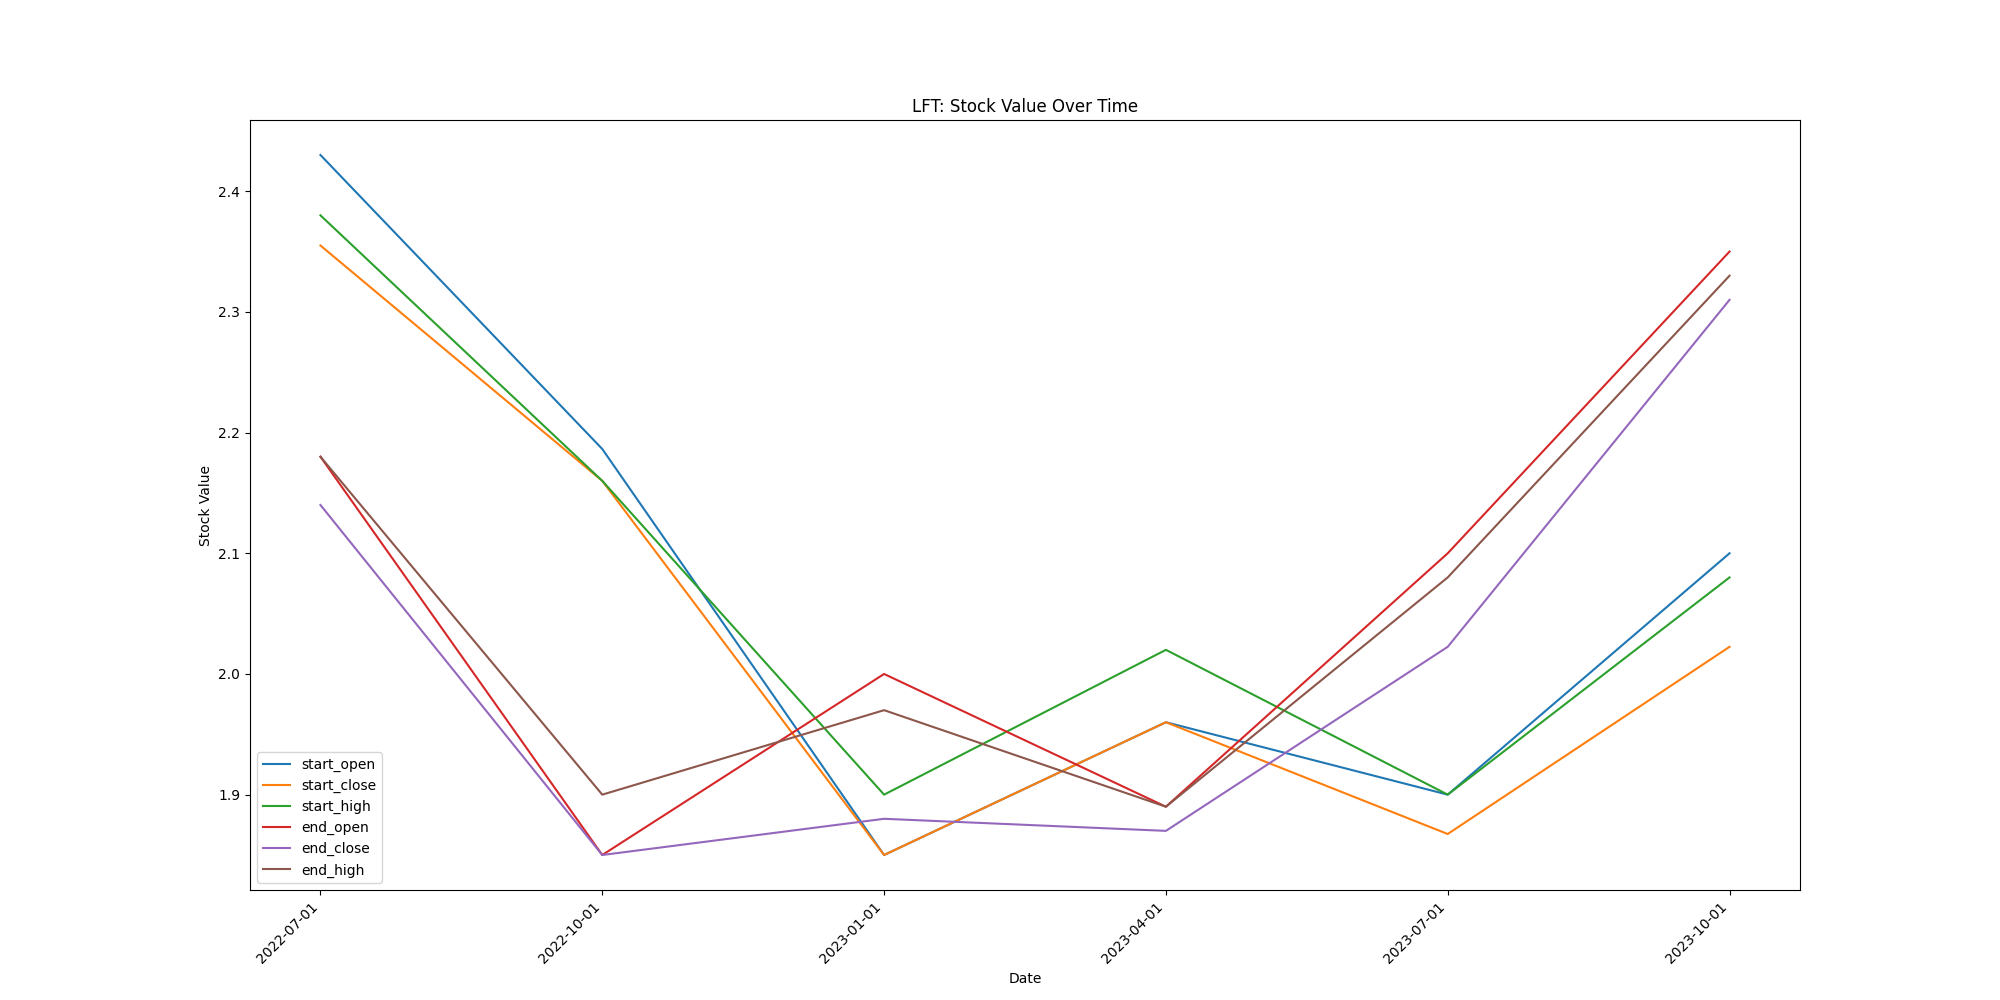 LFT: Stock Value Over Time
Stock Value
2.4
2.3
2.2
2.1
2.0
1.9
start_open
start_close
start_high
end_open
end_close
end_high
2022-07-01
2022-10-01
2023-01-01
2023-04-01
2023-07-01
2023-10-01
Date